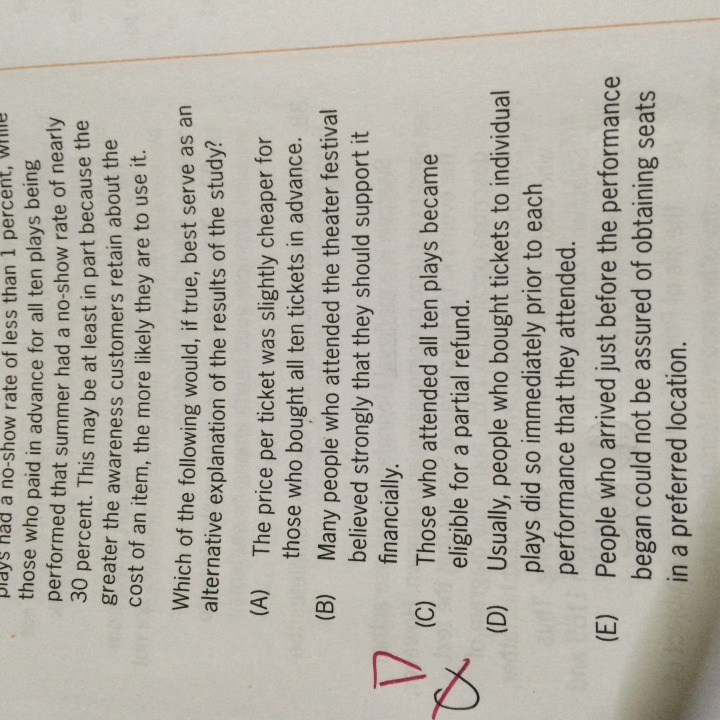 plays had a no-show rate of less than 1 percent, while
those who paid in advance for all ten plays being
performed that summer had a no-show rate of nearly
30 percent. This may be at least in part because the
greater the awareness customers retain about the
cost of an item, the more likely they are to use it.
Which of the following would, if true, best serve as an
alternative explanation of the results of the study?
(A) The price per ticket was slightly cheaper for
those who bought all ten tickets in advance.
(B) Many people who attended the theater festival
believed strongly that they should support it
financially.
(C) Those who attended all ten plays became
eligible for a partial refund.
(D) Usually, people who bought tickets to individual
plays did so immediately prior to each
performance that they attended.
(E) People who arrived just before the performance
began could not be assured of obtaining seats
in a preferred location.
D